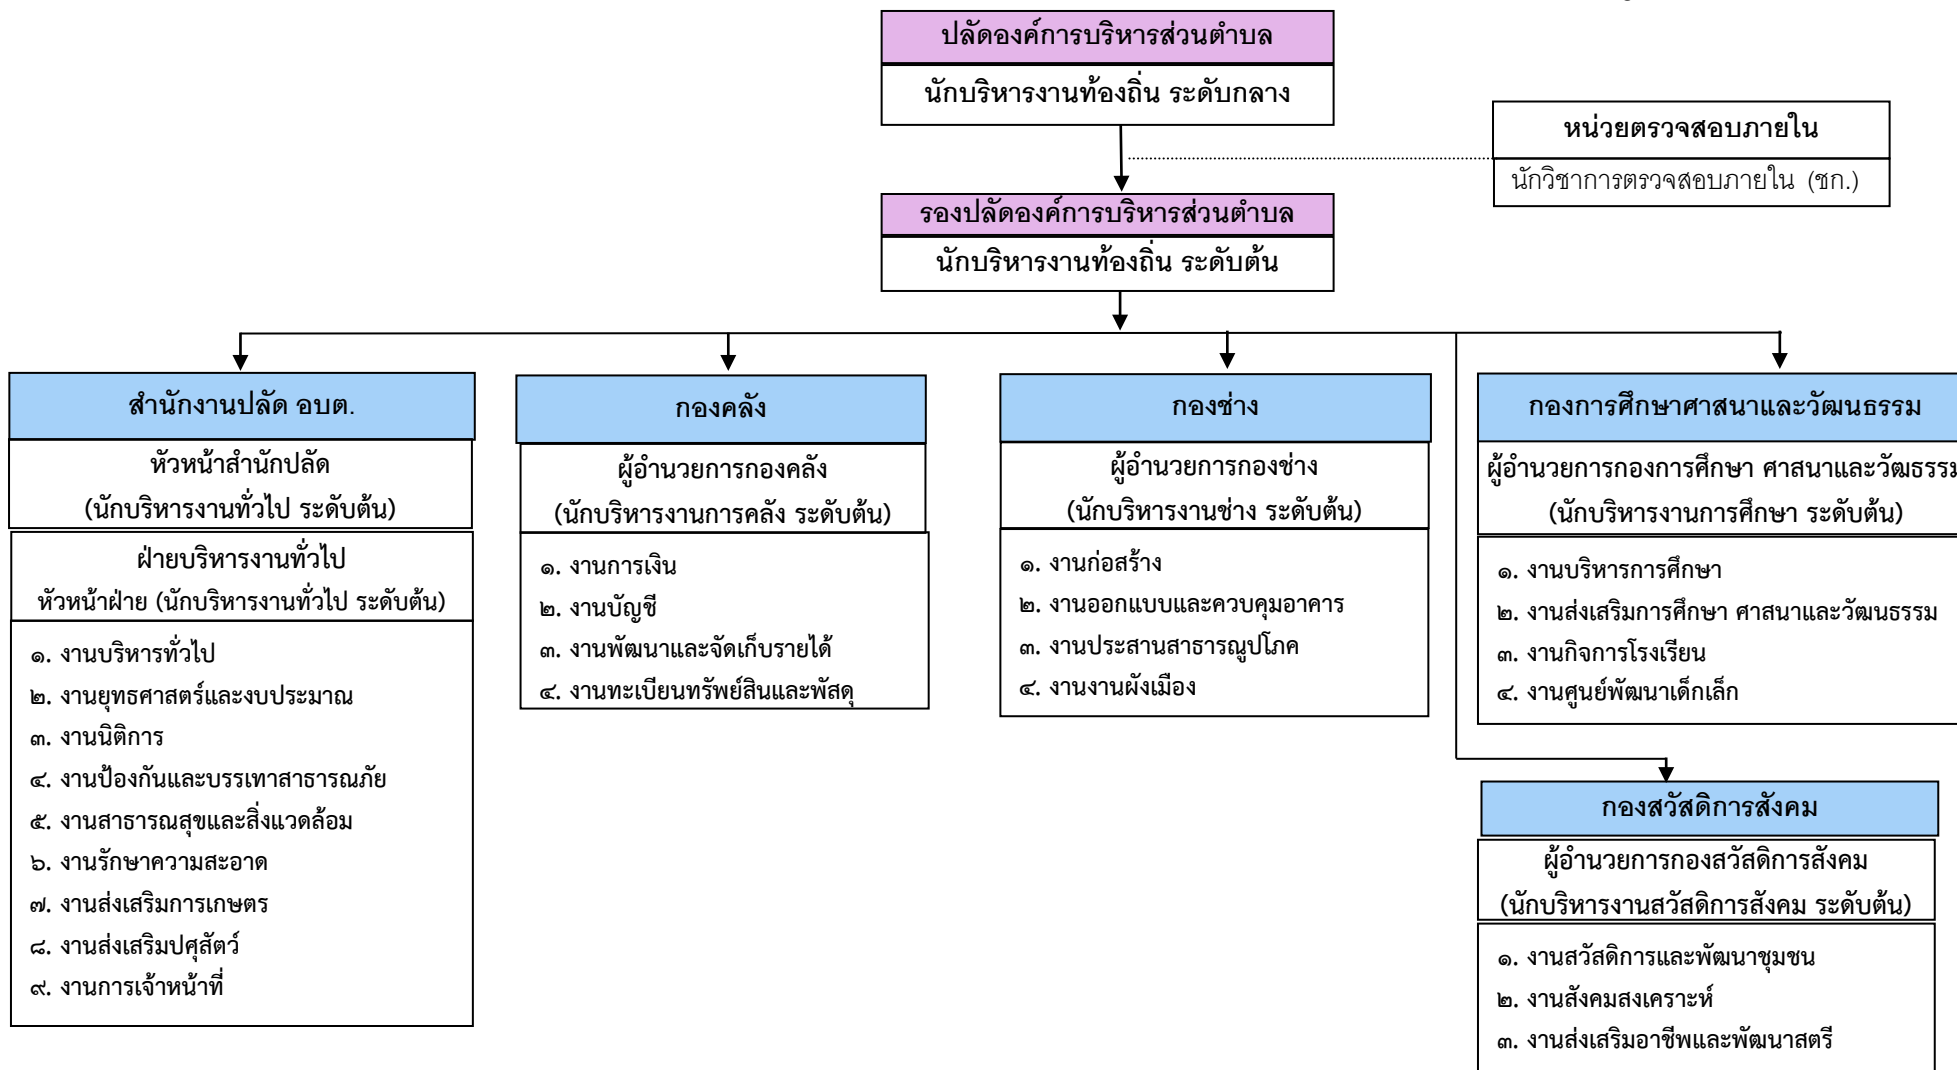 ปลัดองค์การบริหารส่วนตำบล
นักบริหารงานท้องถิ่น ระดับกลาง
หน่วยตรวจสอบภายใน
นักวิชาการตรวจสอบภายใน (ชก.)
รองปลัดองค์การบริหารส่วนตำบล
นักบริหารงานท้องถิ่น ระดับต้น
สำนักงานปลัด อบต.
หัวหน้าสำนักปลัด
(นักบริหารงานทั่วไป ระดับต้น)
ฝ่ายบริหารงานทั่วไป
หัวหน้าฝ่าย (นักบริหารงานทั่วไป ระดับต้น)
๑. งานบริหารทั่วไป
๒. งานยุทธศาสตร์และงบประมาณ
๓. งานนิติการ
๔. งานป้องกันและบรรเทาสาธารณภัย
๕. งานสาธารณสุขและสิ่งแวดล้อม
๖. งานรักษาความสะอาด
๗. งานส่งเสริมการเกษตร
๘. งานส่งเสริมปศุสัตว์
๙. งานการเจ้าหน้าที่
กองคลัง
ผู้อำนวยการกองคลัง
(นักบริหารงานการคลัง ระดับต้น)
๑. งานการเงิน
๒. งานบัญชี
๓. งานพัฒนาและจัดเก็บรายได้
๔. งานทะเบียนทรัพย์สินและพัสดุ
กองช่าง
ผู้อำนวยการกองช่าง
(นักบริหารงานช่าง ระดับต้น)
๑. งานก่อสร้าง
๒. งานออกแบบและควบคุมอาคาร
๓. งานประสานสาธารณูปโภค
๔. งานงานผังเมือง
กองการศึกษาศาสนาและวัฒนธรรม
ผู้อำนวยการกองการศึกษา ศาสนาและวัฒธรรม
(นักบริหารงานการศึกษา ระดับต้น)
๑. งานบริหารการศึกษา
๒. งานส่งเสริมการศึกษา ศาสนาและวัฒนธรรม
๓. งานกิจการโรงเรียน
๔. งานศูนย์พัฒนาเด็กเล็ก
กองสวัสดิการสังคม
ผู้อำนวยการกองสวัสดิการสังคม
(นักบริหารงานสวัสดิการสังคม ระดับต้น)
๑. งานสวัสดิการและพัฒนาชุมชน
๒. งานสังคมสงเคราะห์
๓. งานส่งเสริมอาชีพและพัฒนาสตรี